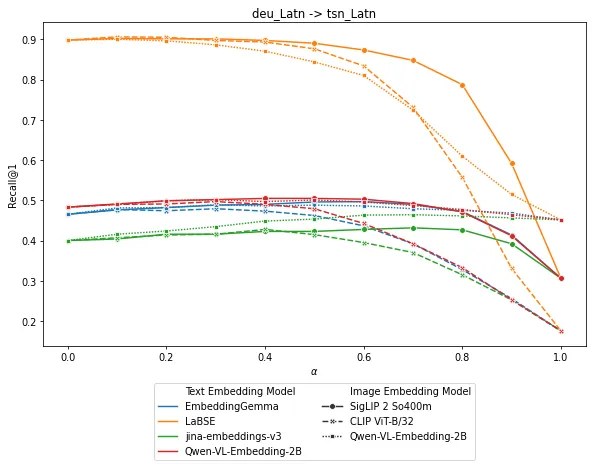 deu_Latn -> tsn_Latn
Recall@1
0.9
0.8
0.7
0.6
0.5
0.4
0.3
0.2
0.0 0.2 0.4 0.6 0.8 1.0
α
Text Embedding Model Image Embedding Model
EmbeddingGemma SigLIP 2 So400m
LaBSE CLIP ViT-B/32
jina-embeddings-v3 Qwen-VL-Embedding-2B
Qwen-VL-Embedding-2B